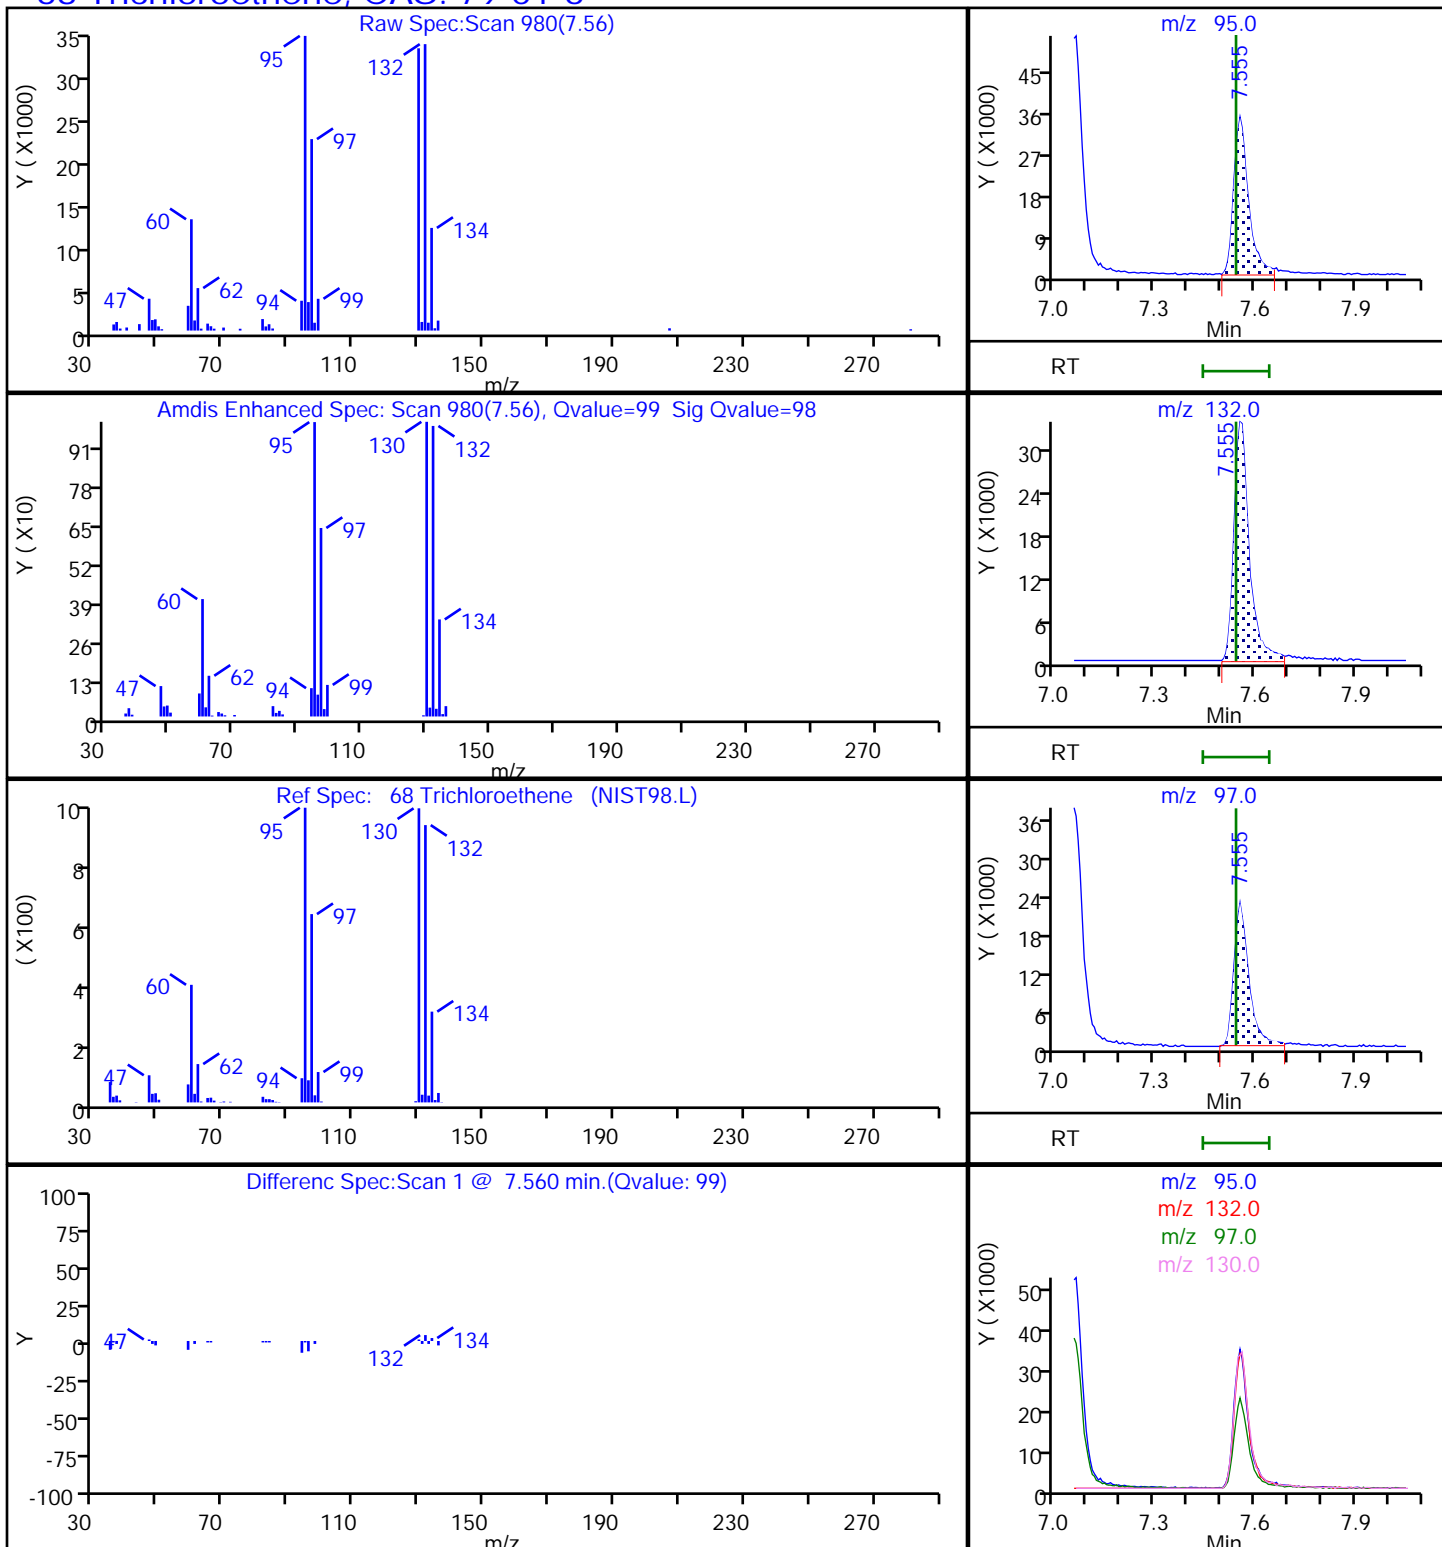 Raw Spec:Scan 980(7.56)
Y ( X1000)
35
30
25
20
15
10
5
0
95
132
97
60
134
47
62
94
99
30 70 110 150 190 230 270
m/z
m/z 95.0
Y ( X1000)
45
36
27
18
9
0
7.555
7.0 7.3 7.6 7.9
Min
RT
Amdis Enhanced Spec: Scan 980(7.56), Qvalue=99 Sig Qvalue=98
Y ( X10)
91
78
65
52
39
26
13
0
95
130
132
97
60
134
47
62
94
99
30 70 110 150 190 230 270
m/z
m/z 132.0
Y ( X1000)
30
24
18
12
6
0
7.555
7.0 7.3 7.6 7.9
Min
RT
Ref Spec: 68 Trichloroethene (NIST98.L)
( X100)
10
8
6
4
2
0
95
130
132
97
60
134
47
62
94
99
30 70 110 150 190 230 270
m/z 97.0
Y ( X1000)
36
30
24
18
12
6
0
7.555
7.0 7.3 7.6 7.9
Min
RT
Differenc Spec:Scan 1 @ 7.560 min.(Qvalue: 99)
Y
100
75
50
25
0
-25
-50
-75
-100
47
132
134
30 70 110 150 190 230 270
m/z
m/z 95.0
m/z 132.0
m/z 97.0
m/z 130.0
Y ( X1000)
50
40
30
20
10
0
7.0 7.3 7.6 7.9
Min